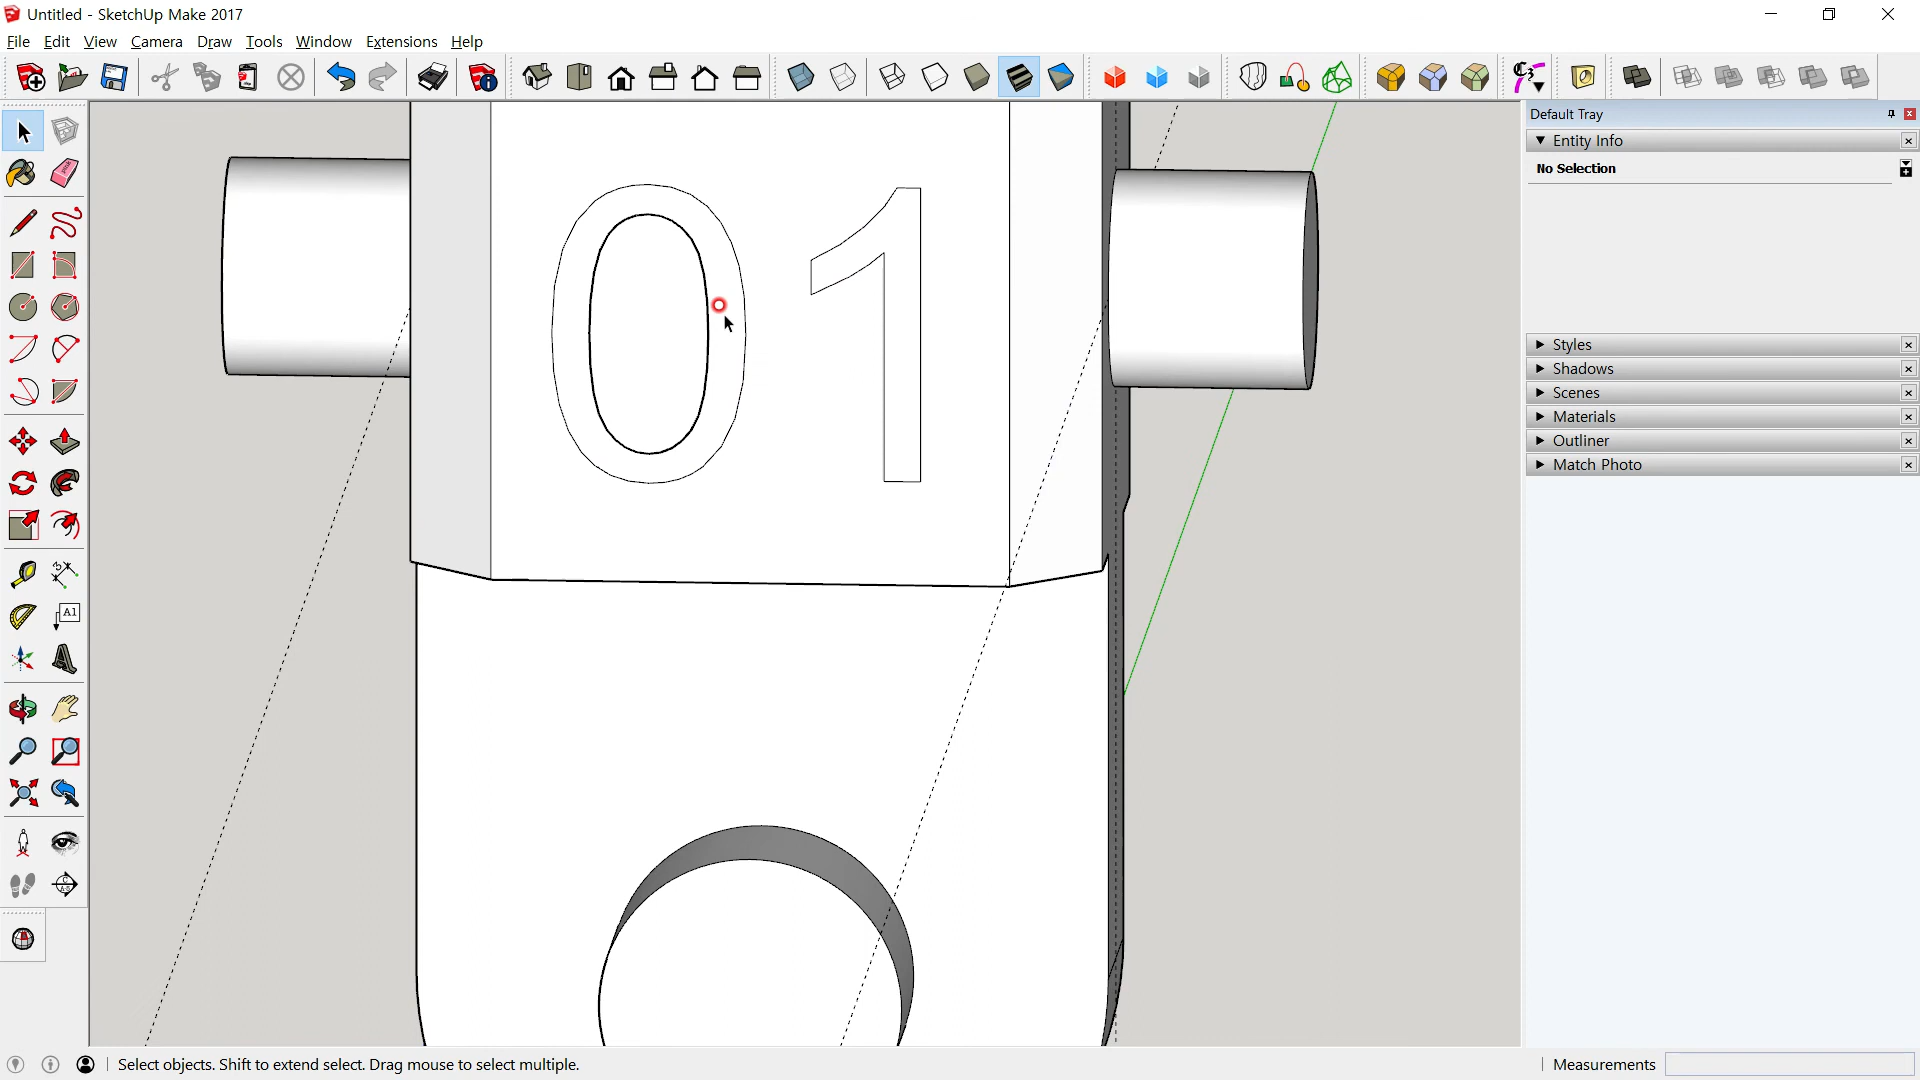 Untitled - SketchUp Make 2017
File Edit View Camera Draw Tools Window Extensions Help
Default Tray
Entity Info
No Selection
01
Styles
Shadows
Scenes
Materials
Outliner
Match Photo
A1
Select objects. Shift to extend select. Drag mouse to select multiple.
Measurements